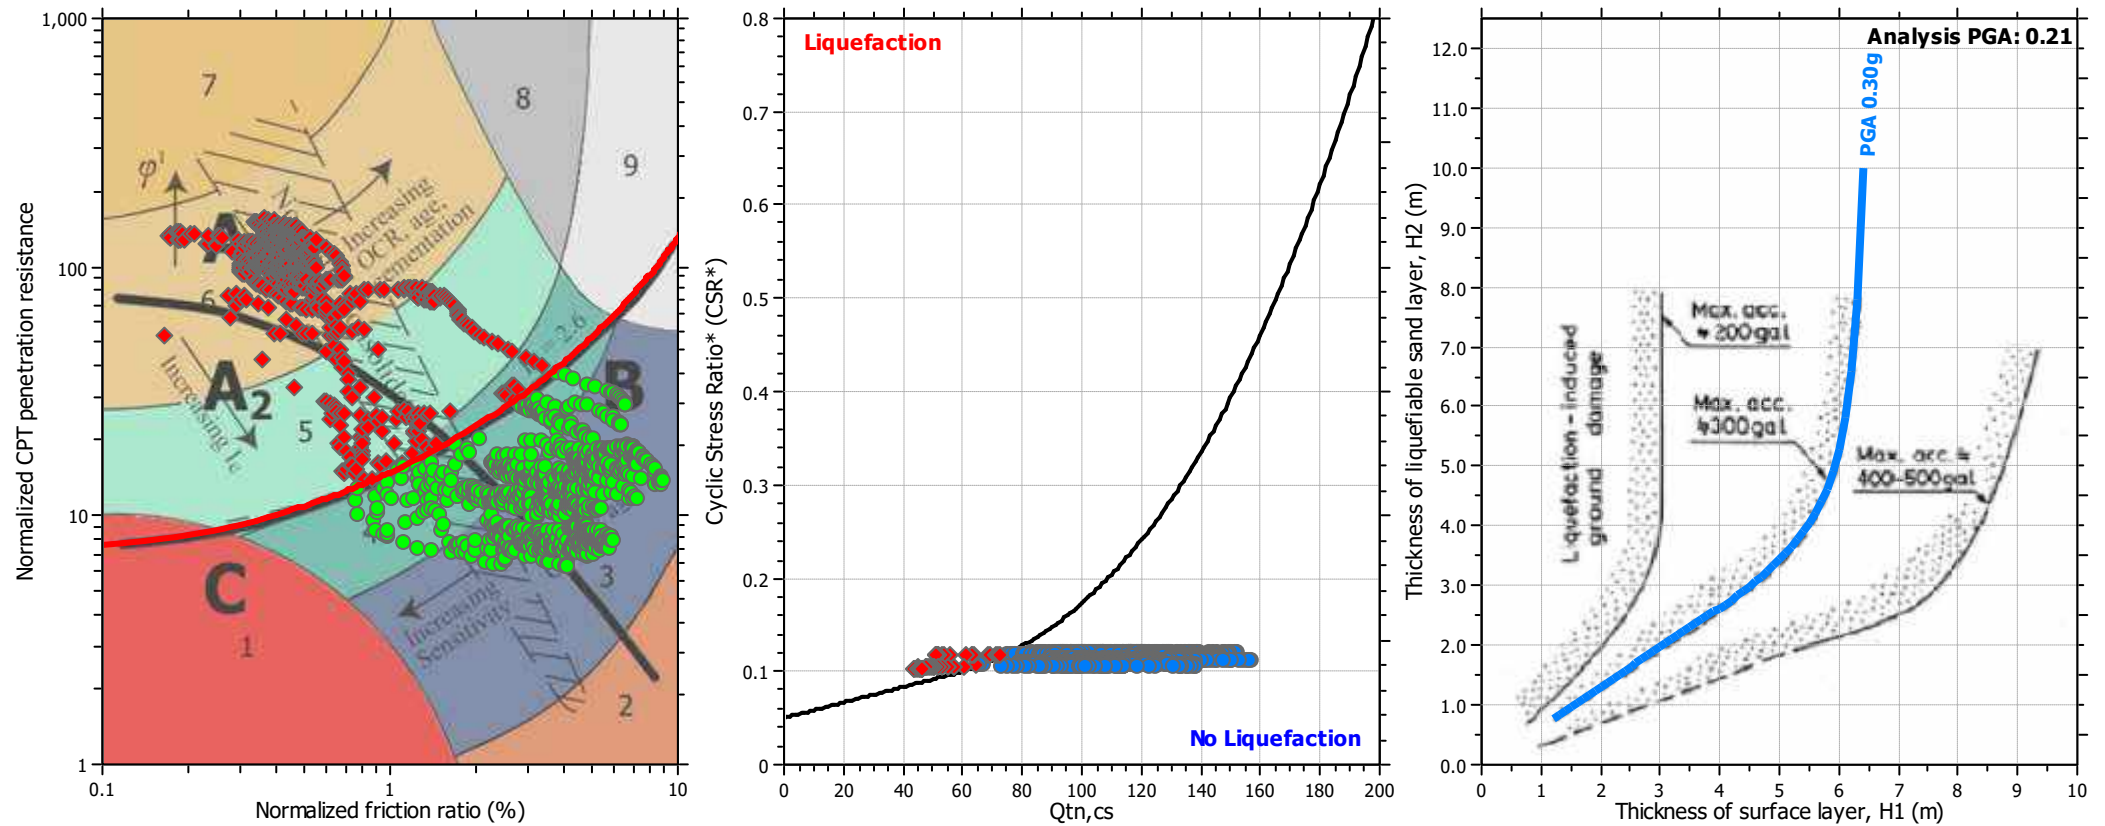 Normalized CPT penetration resistance
1,000
100
10
1
7
8
9
φ'
Increasing
OCR, age,
cementation
6
A2
Increasing Ic
5
B
C
1
3
2
Increasing
Sensitivity
0.1
1
10
Normalized friction ratio (%)
Cyclic Stress Ratio* (CSR*)
0.8
0.7
0.6
0.5
0.4
0.3
0.2
0.1
0
Liquefaction
No Liquefaction
0
20
40
60
80
100
120
140
160
180
200
Qtn,cs
Thickness of liquefiable sand layer, H2 (m)
12.0
11.0
10.0
9.0
8.0
7.0
6.0
5.0
4.0
3.0
2.0
1.0
0.0
Analysis PGA: 0.21
PGA 0.30g
Liquefaction - induced
ground damage
Max. acc.
≒ 200gal
Max. acc.
≒300gal
Max. acc. ≒
400-500gal
0
1
2
3
4
5
6
7
8
9
10
Thickness of surface layer, H1 (m)